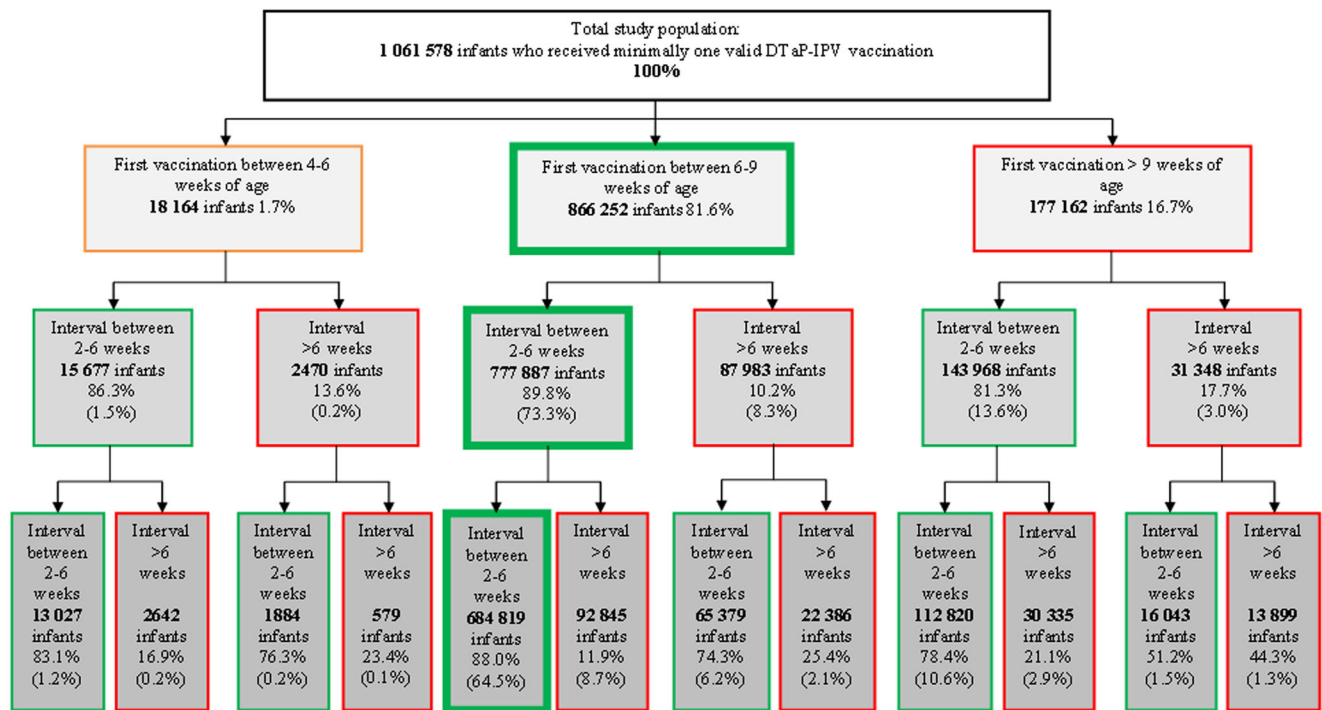 Total study population:
1 061 578 infants who received minimally one valid DTaP-IPV vaccination
100%
First vaccination between 4-6
weeks of age
18 164 infants 1.7%
First vaccination between 6-9
weeks of age
866 252 infants 81.6%
First vaccination > 9 weeks of
age
177 162 infants 16.7%
Interval between
2-6 weeks
15 677 infants
86.3%
(1.5%)
Interval
>6 weeks
2470 infants
13.6%
(0.2%)
Interval between
2-6 weeks
777 887 infants
89.8%
(73.3%)
Interval
>6 weeks
87 983 infants
10.2%
(8.3%)
Interval between
2-6 weeks
143 968 infants
81.3%
(13.6%)
Interval
>6 weeks
31 348 infants
17.7%
(3.0%)
Interval
between
2-6
weeks
13 027
infants
83.1%
(1.2%)
Interval
>6
weeks
2642
infants
16.9%
(0.2%)
Interval
between
2-6
weeks
1884
infants
76.3%
(0.2%)
Interval
>6
weeks
579
infants
23.4%
(0.1%)
Interval
between
2-6
weeks
684 819
infants
88.0%
(64.5%)
Interval
>6
weeks
92 845
infants
11.9%
(8.7%)
Interval
between
2-6
weeks
65 379
infants
74.3%
(6.2%)
Interval
>6
weeks
22 386
infants
25.4%
(2.1%)
Interval
between
2-6
weeks
112 820
infants
78.4%
(10.6%)
Interval
>6
weeks
30 335
infants
21.1%
(2.9%)
Interval
between
2-6
weeks
16 043
infants
51.2%
(1.5%)
Interval
>6
weeks
13 899
infants
44.3%
(1.3%)